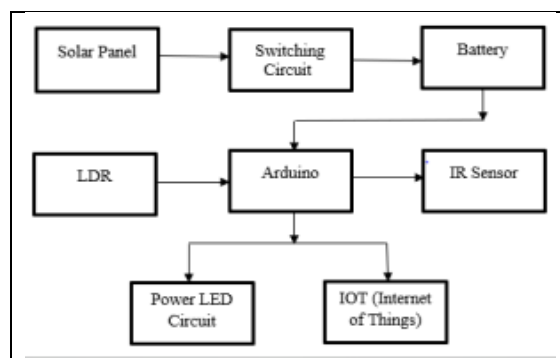 Solar Panel
Switching
Circuit
Battery
LDR
Arduino
IR Sensor
Power LED
Circuit
IOT (Internet
of Things)